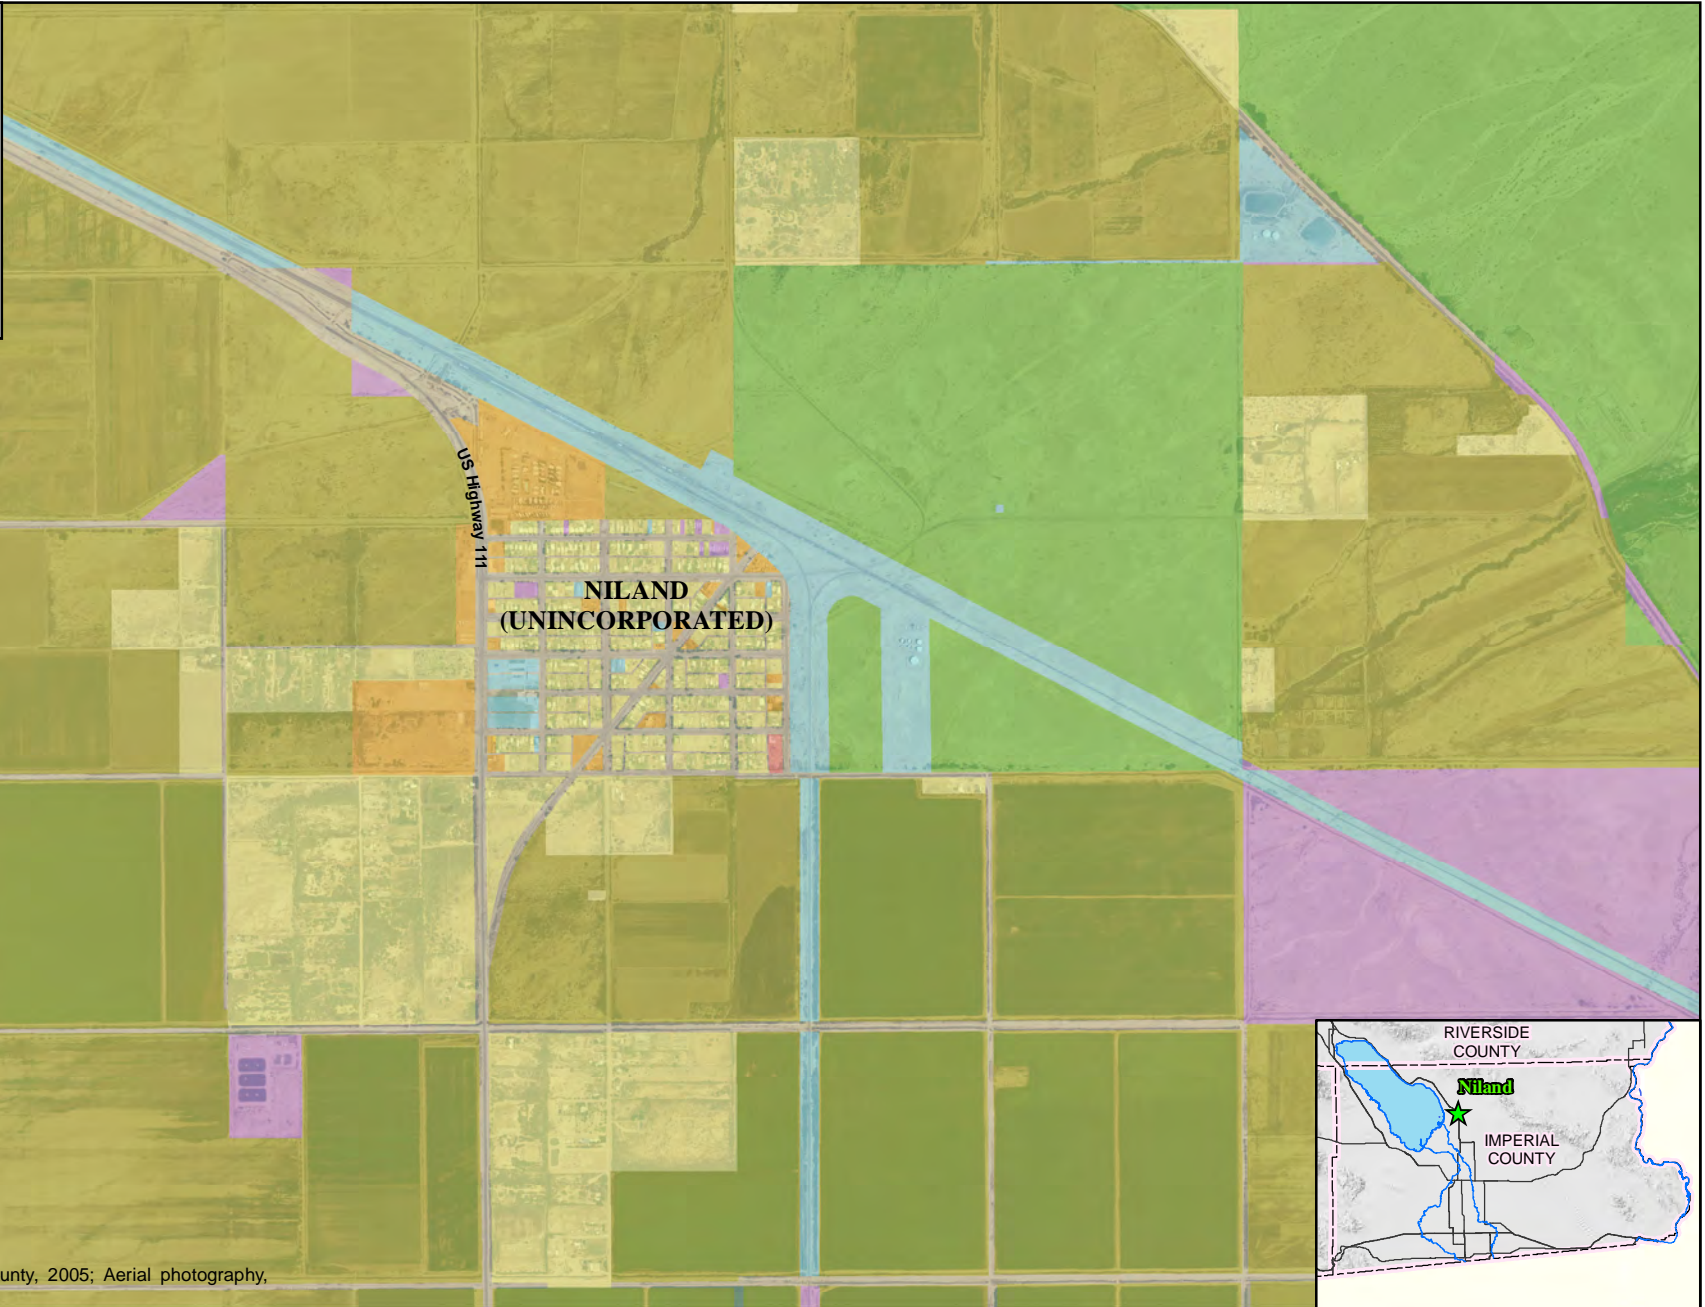 US Highway 111
NILAND
(UNINCORPORATED)
RIVERSIDE
COUNTY
Niland
IMPERIAL
COUNTY
unty, 2005; Aerial photography,